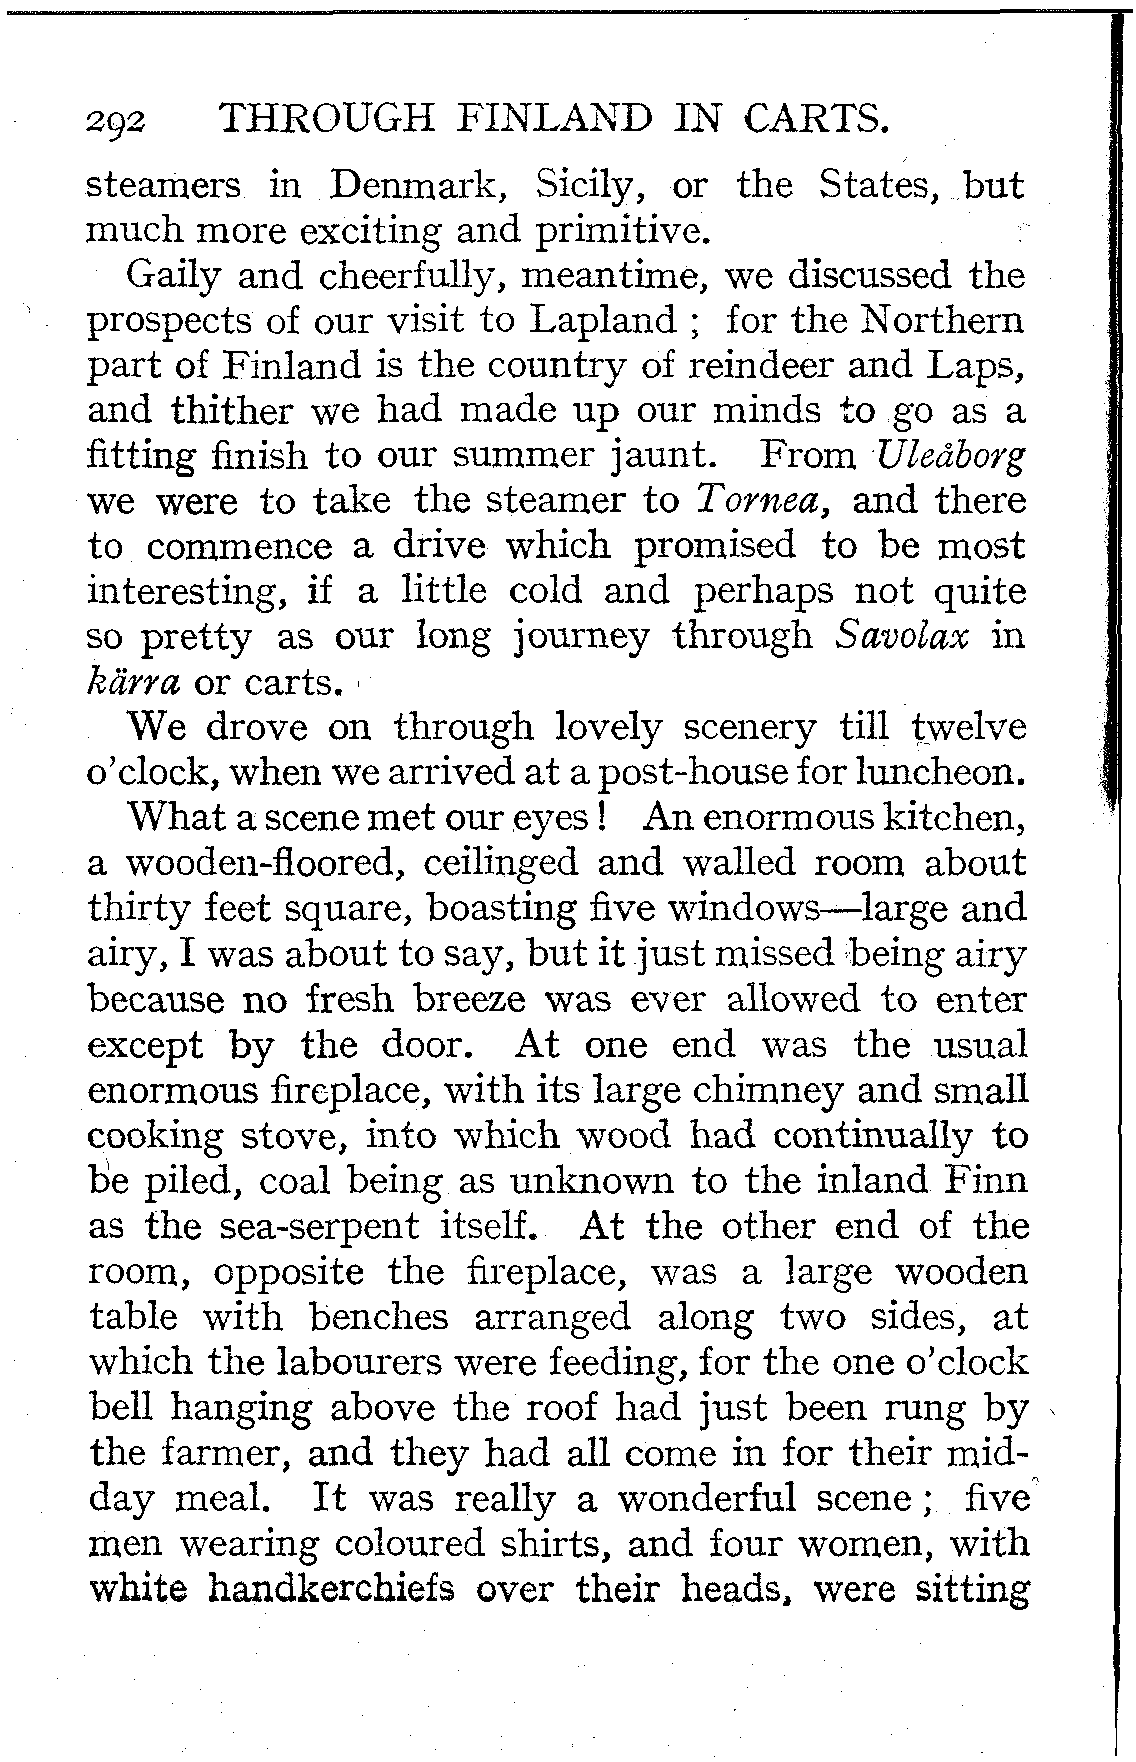 292 THROUGH FINLAND IN CARTS.
steamers in Denmark, Sicily, or the States, but
much more exciting and primitive.
Gaily and cheerfully, meantime, we discussed the
prospects of our visit to Lapland ; for the Northern
part of Finland is the country of reindeer and Laps,
and thither we had made up our minds to go as a
fitting finish to our summer jaunt. From Uleåborg
we were to take the steamer to Tornea, and there
to commence a drive which promised to be most
interesting, if a little cold and perhaps not quite
so pretty as our long journey through Savolax in
kärra or carts.
We drove on through lovely scenery till twelve
o'clock, when we arrived at a post-house for luncheon.
What a scene met our eyes ! An enormous kitchen,
a wooden-floored, ceilinged and walled room about
thirty feet square, boasting five windows—large and
airy, I was about to say, but it just missed being airy
because no fresh breeze was ever allowed to enter
except by the door. At one end was the usual
enormous fireplace, with its large chimney and small
cooking stove, into which wood had continually to
be piled, coal being as unknown to the inland Finn
as the sea-serpent itself. At the other end of the
room, opposite the fireplace, was a large wooden
table with benches arranged along two sides, at
which the labourers were feeding, for the one o'clock
bell hanging above the roof had just been rung by
the farmer, and they had all come in for their mid-
day meal. It was really a wonderful scene ; five
men wearing coloured shirts, and four women, with
white handkerchiefs over their heads, were sitting